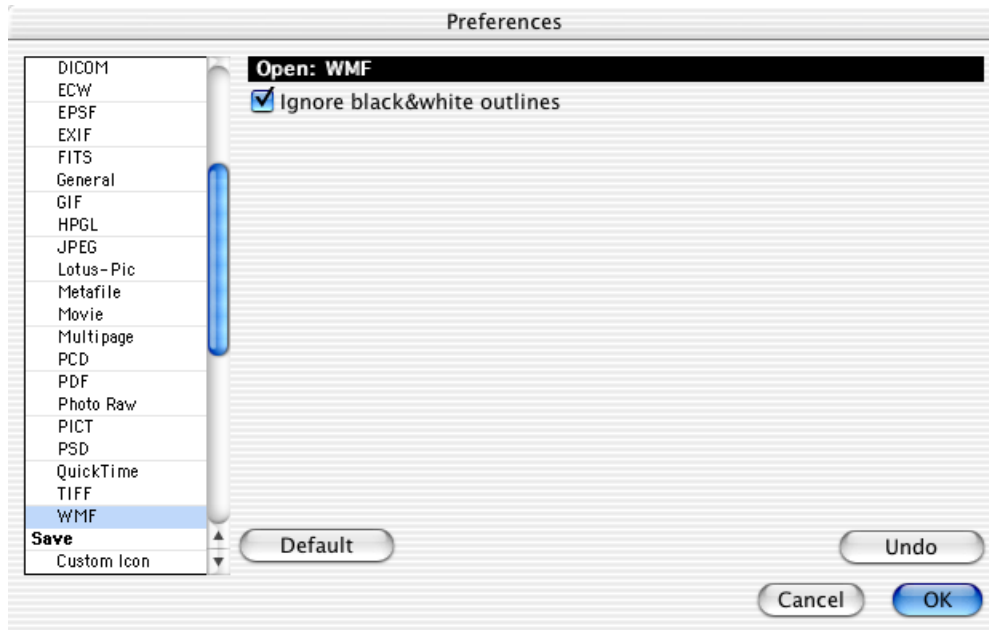 Preferences
DICOM
ECW
EPSF
EXIF
FITS
General
GIF
HPGL
JPEG
Lotus-Pic
Metafile
Movie
Multipage
PCD
PDF
Photo Raw
PICT
PSD
QuickTime
TIFF
WMF
Save
Custom Icon
Open: WMF
Ignore black&white outlines
Default
Undo
Cancel
OK